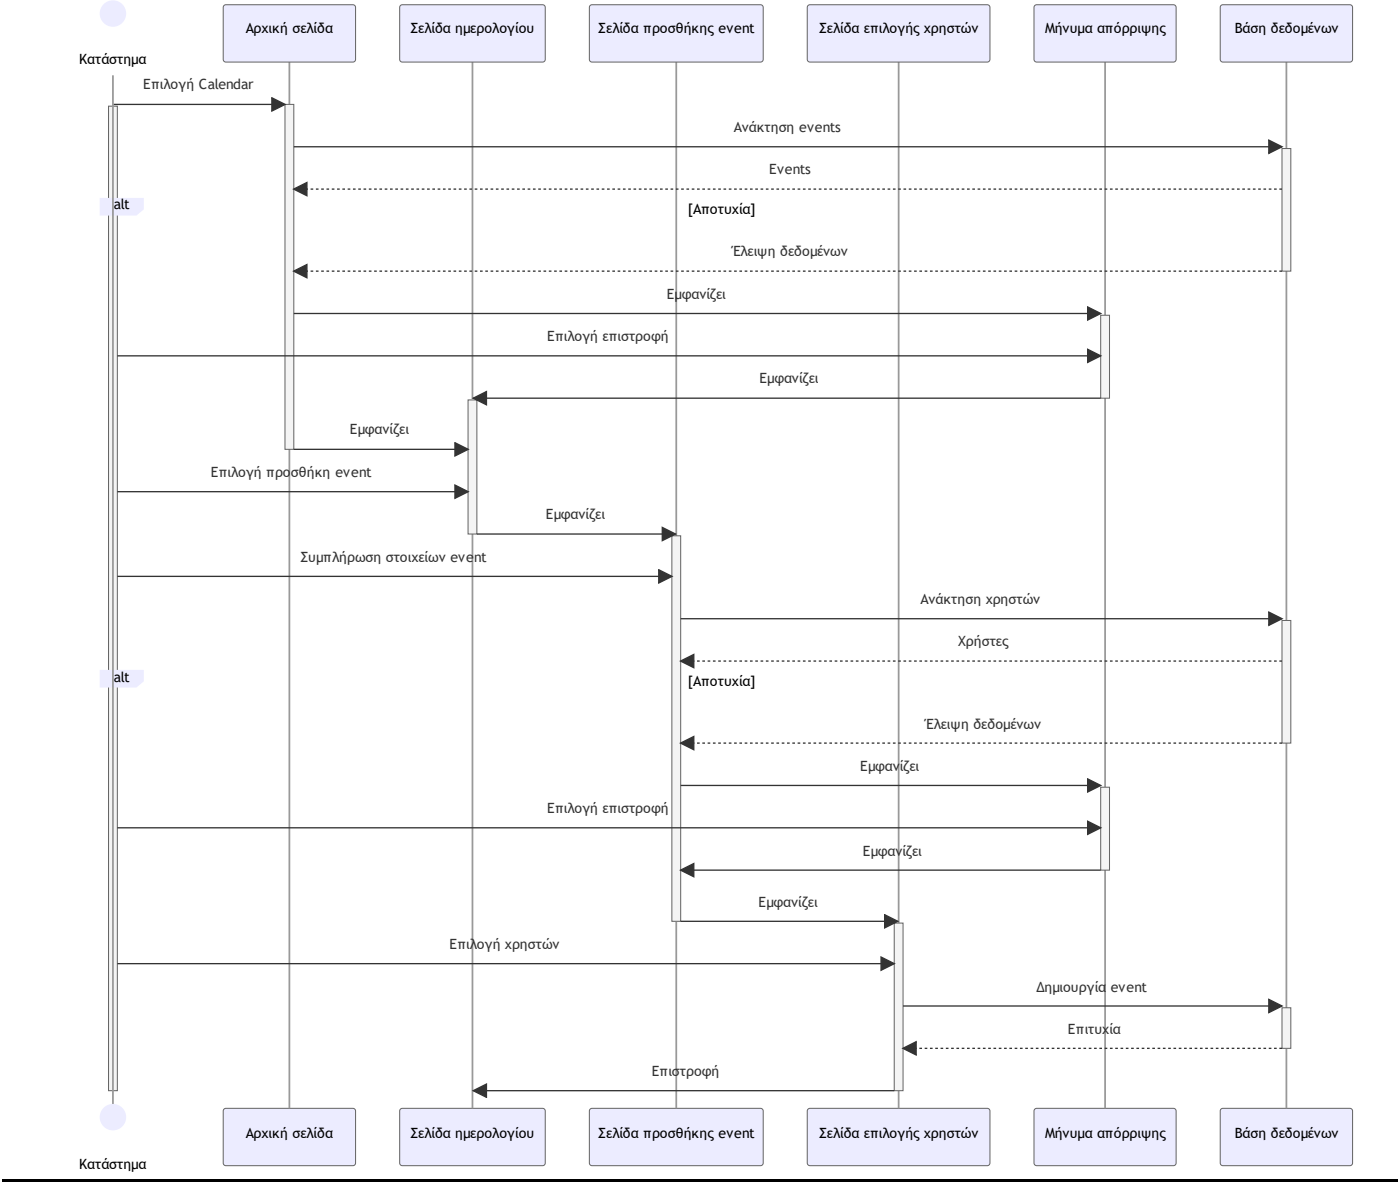 Αρχική σελίδα
Σελίδα ημερολογίου
Σελίδα προσθήκης event
Σελίδα επιλογής χρηστών
Μήνυμα απόρριψης
Βάση δεδομένων
Κατάστημα
Επιλογή Calendar
Ανάκτηση events
Events
alt
[Αποτυχία]
Έλειψη δεδομένων
Εμφανίζει
Επιλογή επιστροφή
Εμφανίζει
Εμφανίζει
Επιλογή προσθήκη event
Εμφανίζει
Συμπλήρωση στοιχείων event
Ανάκτηση χρηστών
Χρήστες
alt
[Αποτυχία]
Έλειψη δεδομένων
Εμφανίζει
Επιλογή επιστροφή
Εμφανίζει
Εμφανίζει
Επιλογή χρηστών
Δημιουργία event
Επιτυχία
Επιστροφή
Αρχική σελίδα
Σελίδα ημερολογίου
Σελίδα προσθήκης event
Σελίδα επιλογής χρηστών
Μήνυμα απόρριψης
Βάση δεδομένων
Κατάστημα